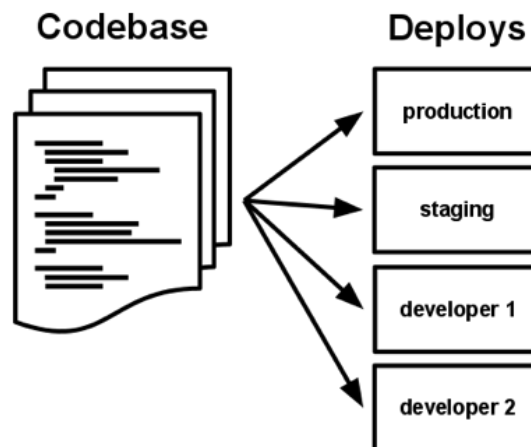 Codebase
Deploys
production
staging
developer 1
developer 2